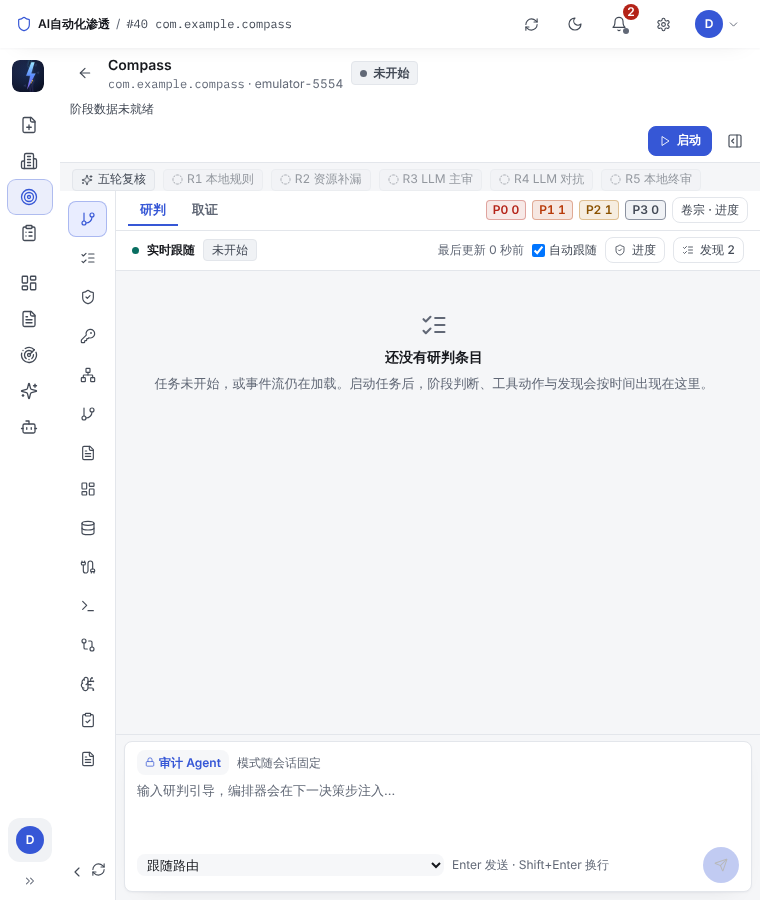 AI自动化渗透 / #40 com.example.compass
2
D
Compass
com.example.compass · emulator-5554
未开始
阶段数据未就绪
启动
五轮复核 R1 本地规则 R2 资源补漏 R3 LLM 主审 R4 LLM 对抗 R5 本地终审
研判 取证 P0 0 P1 1 P2 1 P3 0 卷宗 · 进度
实时跟随 未开始 最后更新 0 秒前 自动跟随 进度 发现 2
还没有研判条目
任务未开始，或事件流仍在加载。启动任务后，阶段判断、工具动作与发现会按时间出现在这里。
审计 Agent 模式随会话固定
输入研判引导，编排器会在下一决策步注入...
跟随路由 Enter 发送 · Shift+Enter 换行
D